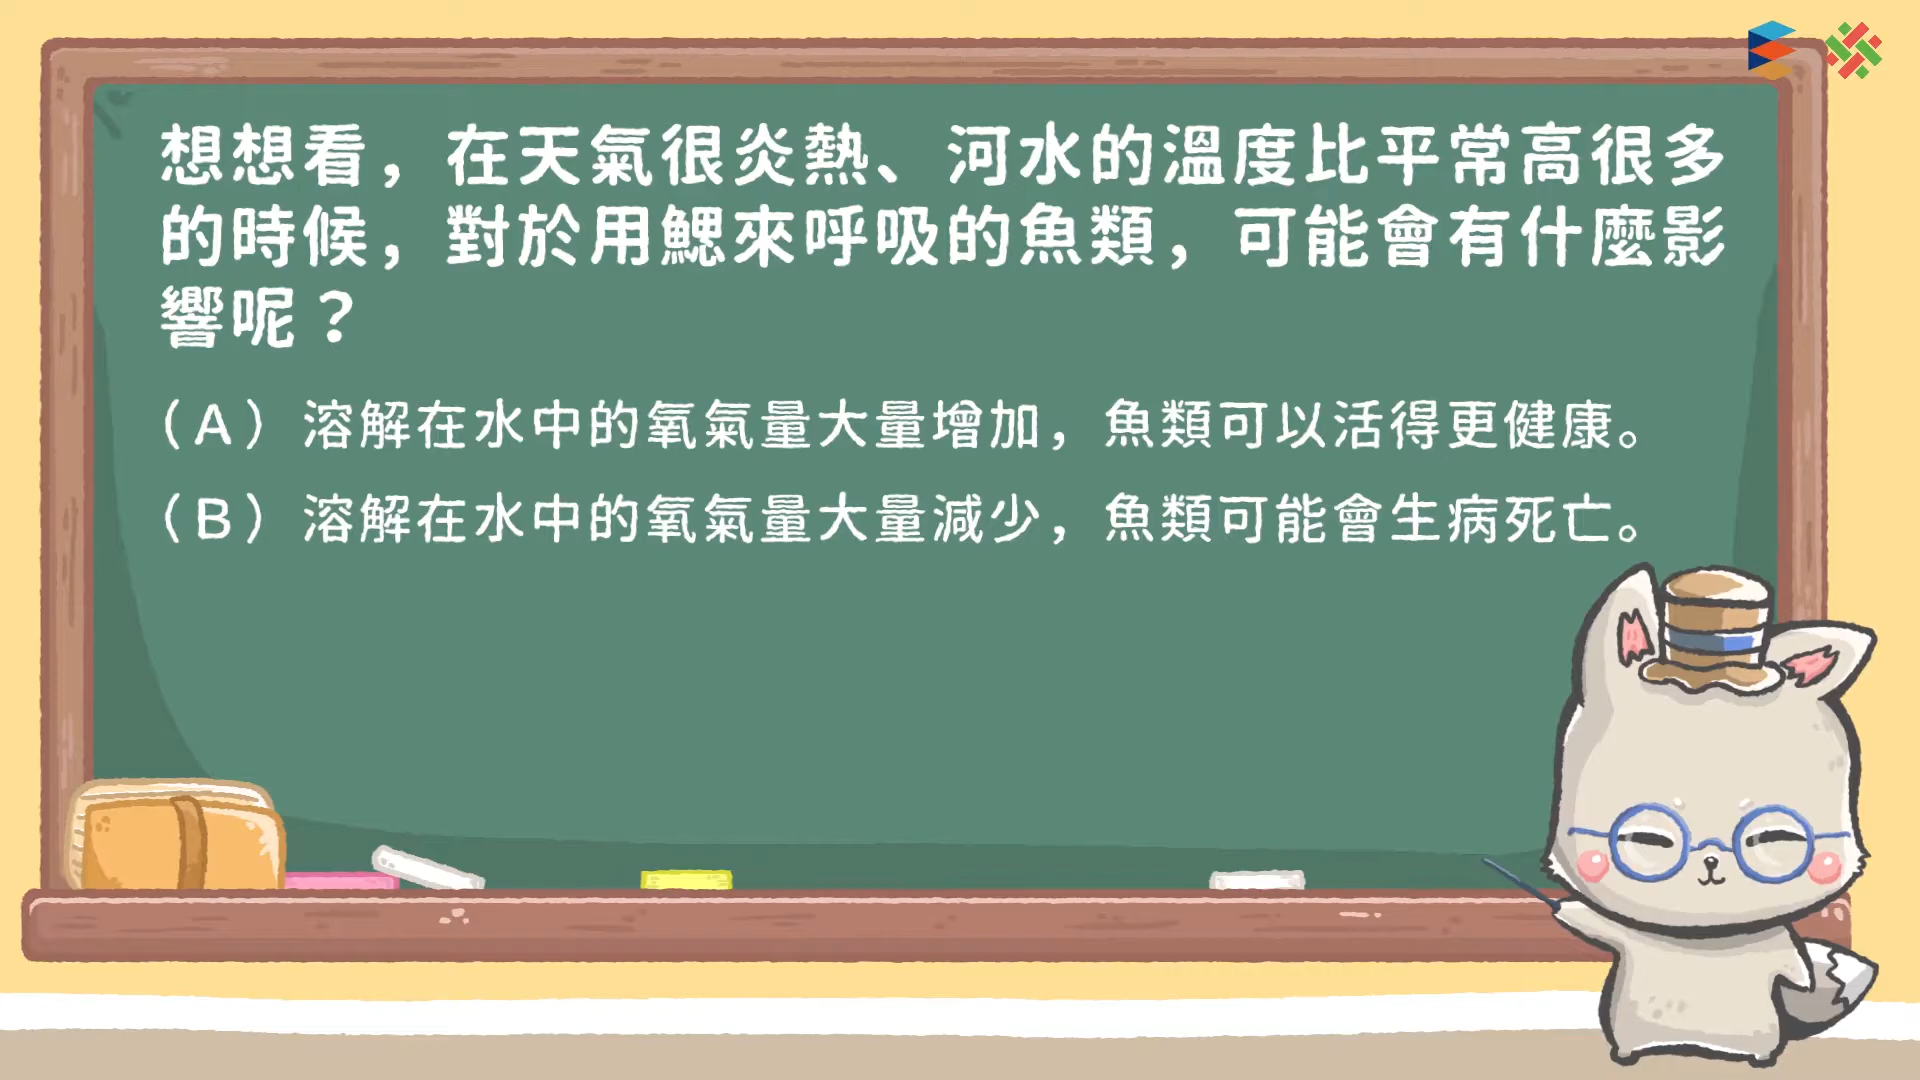 想想看，在天氣很炎熱、河水的溫度比平常高很多
的時候，對於用鰓來呼吸的魚類，可能會有什麼影
響呢？
（A）溶解在水中的氧氣量大量增加，魚類可以活得更健康。
（B）溶解在水中的氧氣量大量減少，魚類可能會生病死亡。